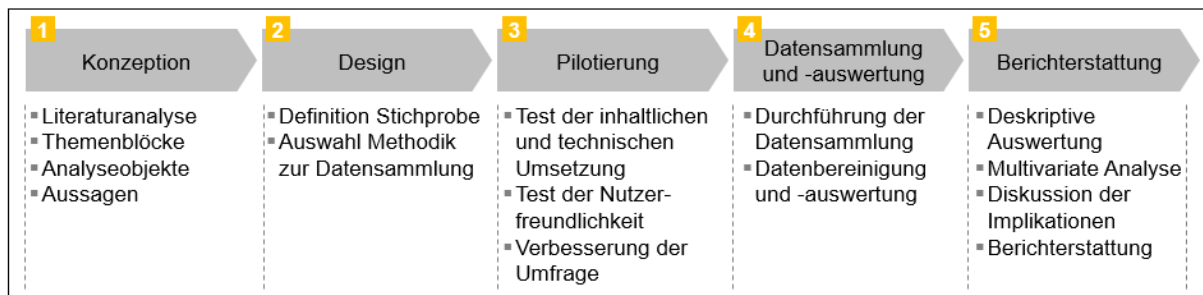 1
Konzeption
▪ Literaturanalyse
▪ Themenblöcke
▪ Analyseobjekte
▪ Aussagen
2
Design
▪ Definition Stichprobe
▪ Auswahl Methodik
zur Datensammlung
3
Pilotierung
▪ Test der inhaltlichen
und technischen
Umsetzung
▪ Test der Nutzer-
freundlichkeit
▪ Verbesserung der
Umfrage
4
Datensammlung
und -auswertung
▪ Durchführung der
Datensammlung
▪ Datenbereinigung
und -auswertung
5
Berichterstattung
▪ Deskriptive
Auswertung
▪ Multivariate Analyse
▪ Diskussion der
Implikationen
▪ Berichterstattung